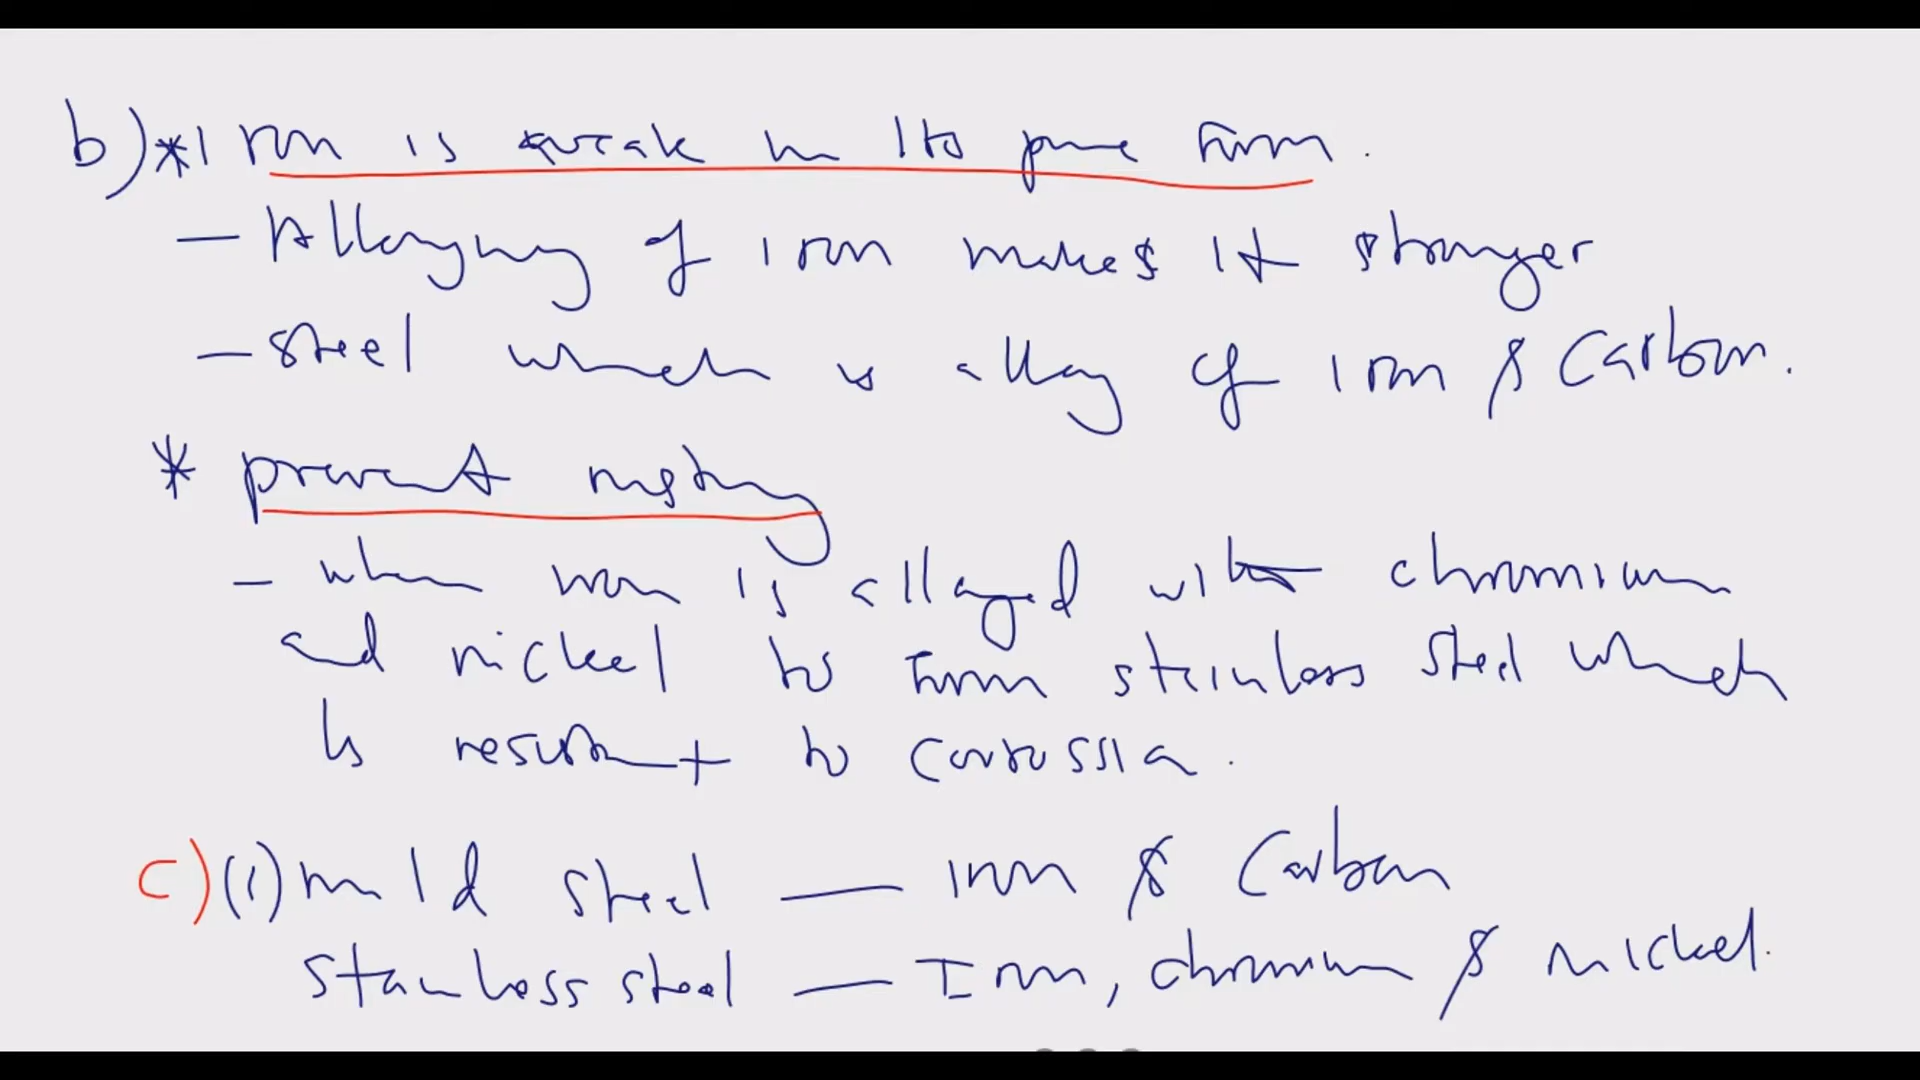 b) * Iron is weak in its pure form.
- Alloying of iron makes it stronger
- steel which is alloy of iron & Carbon.
* prevent rusting
- when iron is alloyed with chromium
and nickel to form stainless steel which
is resistant to corrossia.
c) (i) mild steel — iron & Carbon
stainless steel — Iron, chromium & nickel.